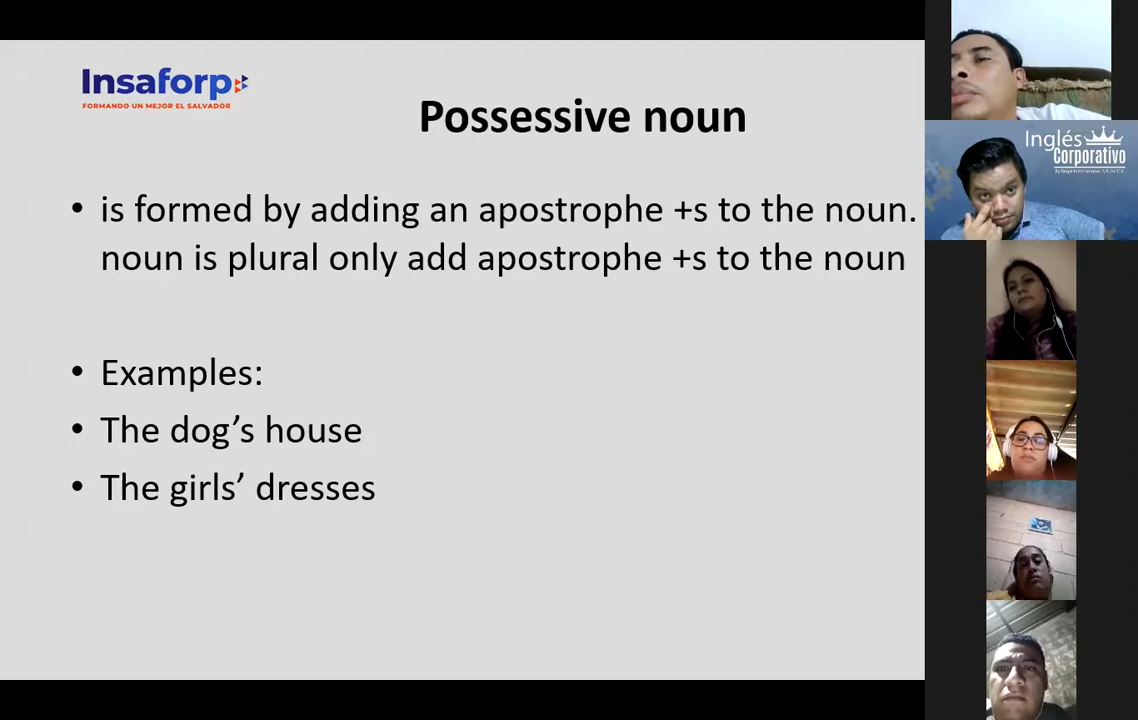 Insaforp
FORMANDO UN MEJOR EL SALVADOR
Possessive noun
• is formed by adding an apostrophe +s to the noun.
noun is plural only add apostrophe +s to the noun
• Examples:
• The dog’s house
• The girls’ dresses
Inglés
Corporativo